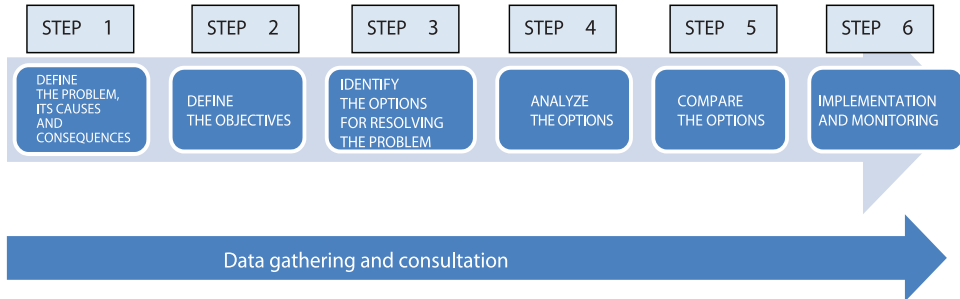 STEP 1
STEP 2
STEP 3
STEP 4
STEP 5
STEP 6
DEFINE
THE PROBLEM,
ITS CAUSES
AND
CONSEQUENCES
DEFINE
THE OBJECTIVES
IDENTIFY
THE OPTIONS
FOR RESOLVING
THE PROBLEM
ANALYZE
THE OPTIONS
COMPARE
THE OPTIONS
IMPLEMENTATION
AND MONITORING
Data gathering and consultation